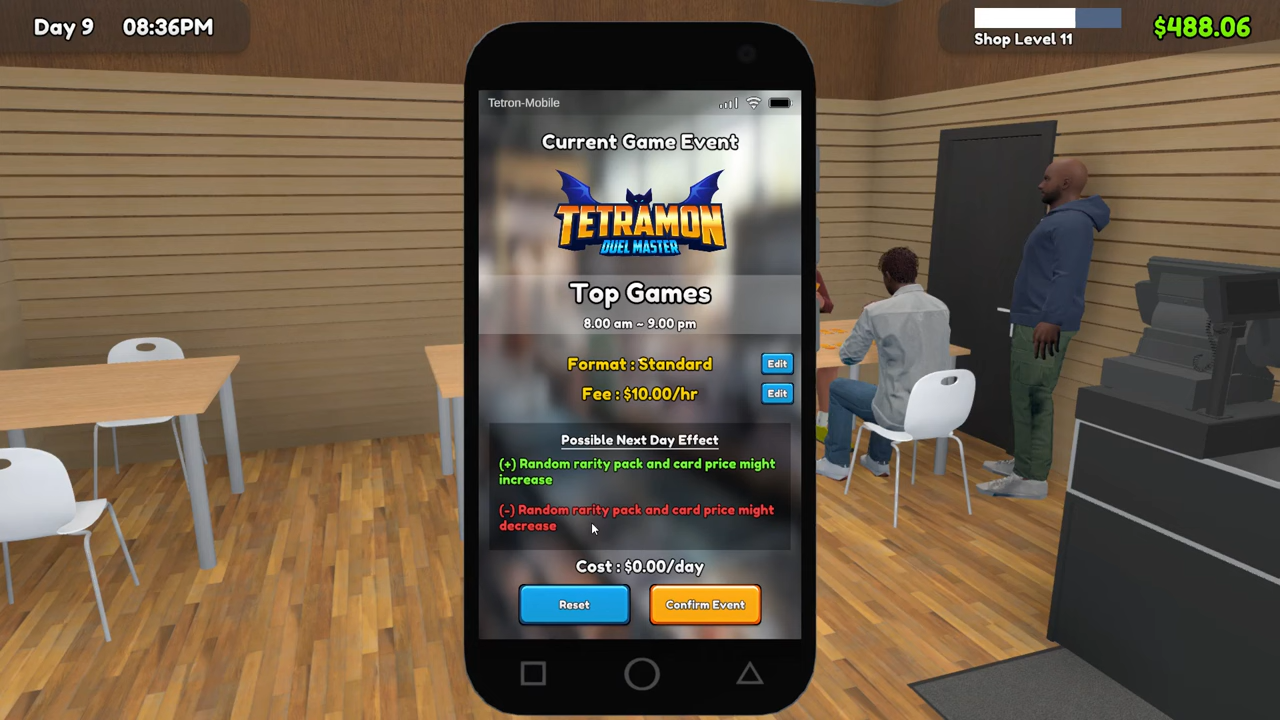 Day 9 08:36PM
Shop Level 11
$488.06
Tetron-Mobile
Current Game Event
TETRAMON
DUEL MASTER
Top Games
8.00 am ~ 9.00 pm
Format : Standard
Edit
Fee : $10.00/hr
Edit
Possible Next Day Effect
(+) Random rarity pack and card price might
increase
(-) Random rarity pack and card price might
decrease
Cost : $0.00/day
Reset
Confirm Event